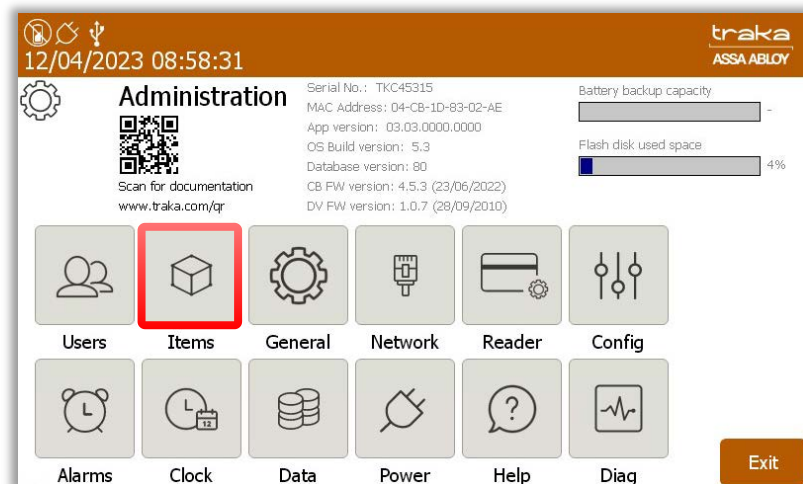 traka
12/04/2023 08:58:31
ASSA ABLOY
Administration
Scan for documentation
www.traka.com/qr
Serial No.: TKC45315
MAC Address: 04-CB-1D-83-02-AE
App version: 03.03.0000.0000
OS Build version: 5.3
Database version: 80
CB FW version: 4.5.3 (23/06/2022)
DV FW version: 1.0.7 (28/09/2010)
Battery backup capacity
-
Flash disk used space
4%
Users Items General Network Reader Config
12
Alarms Clock Data Power Help Diag
Exit